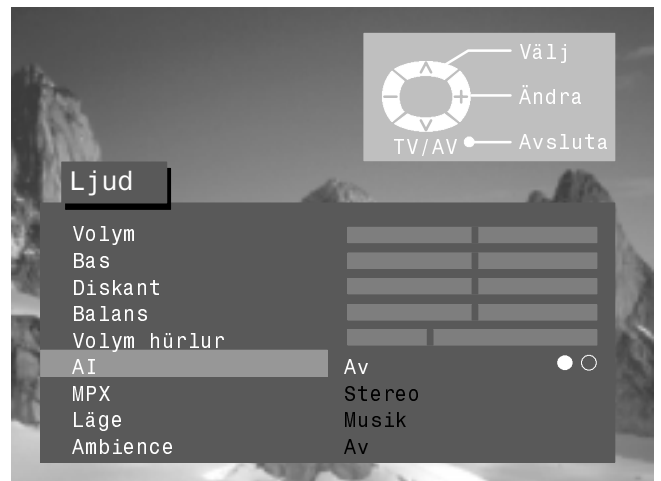 Välj
Ändra
TV/AV Avsluta
Ljud
Volym
Bas
Diskant
Balans
Volym hürlur
AI Av
MPX Stereo
Läge Musik
Ambience Av